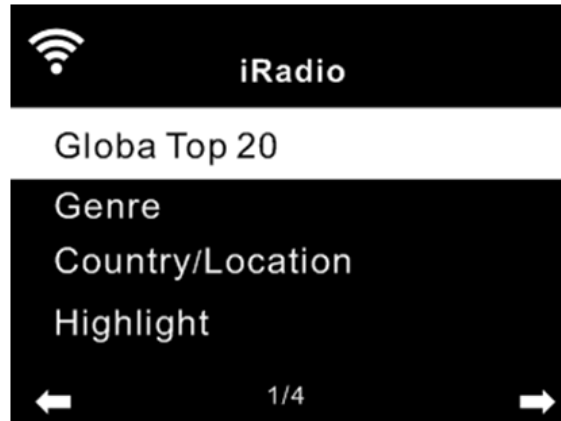 iRadio
Globa Top 20
Genre
Country/Location
Highlight
1/4